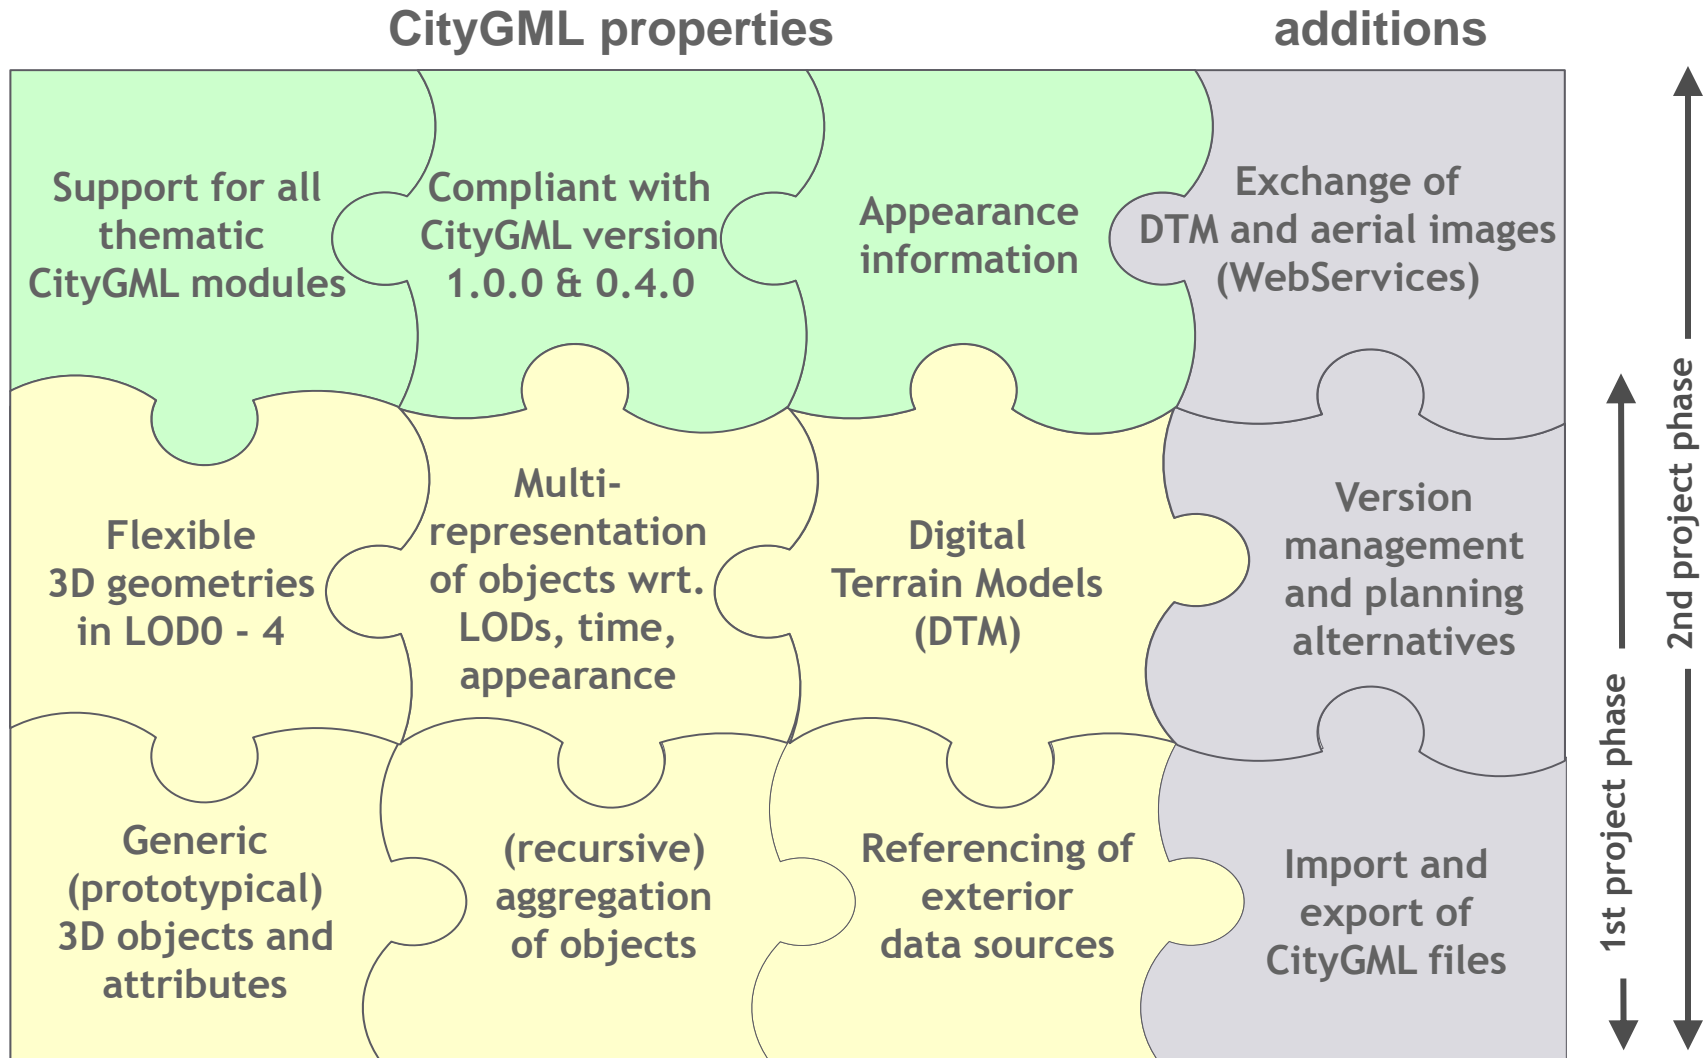 CityGML properties
additions
Support for all
thematic
CityGML modules
Compliant with
CityGML version
1.0.0 & 0.4.0
Appearance
information
Exchange of
DTM and aerial images
(WebServices)
Flexible
3D geometries
in LOD0 - 4
Multi-
representation
of objects wrt.
LODs, time,
appearance
Digital
Terrain Models
(DTM)
Version
management
and planning
alternatives
Generic
(prototypical)
3D objects and
attributes
(recursive)
aggregation
of objects
Referencing of
exterior
data sources
Import and
export of
CityGML files
1st project phase
2nd project phase